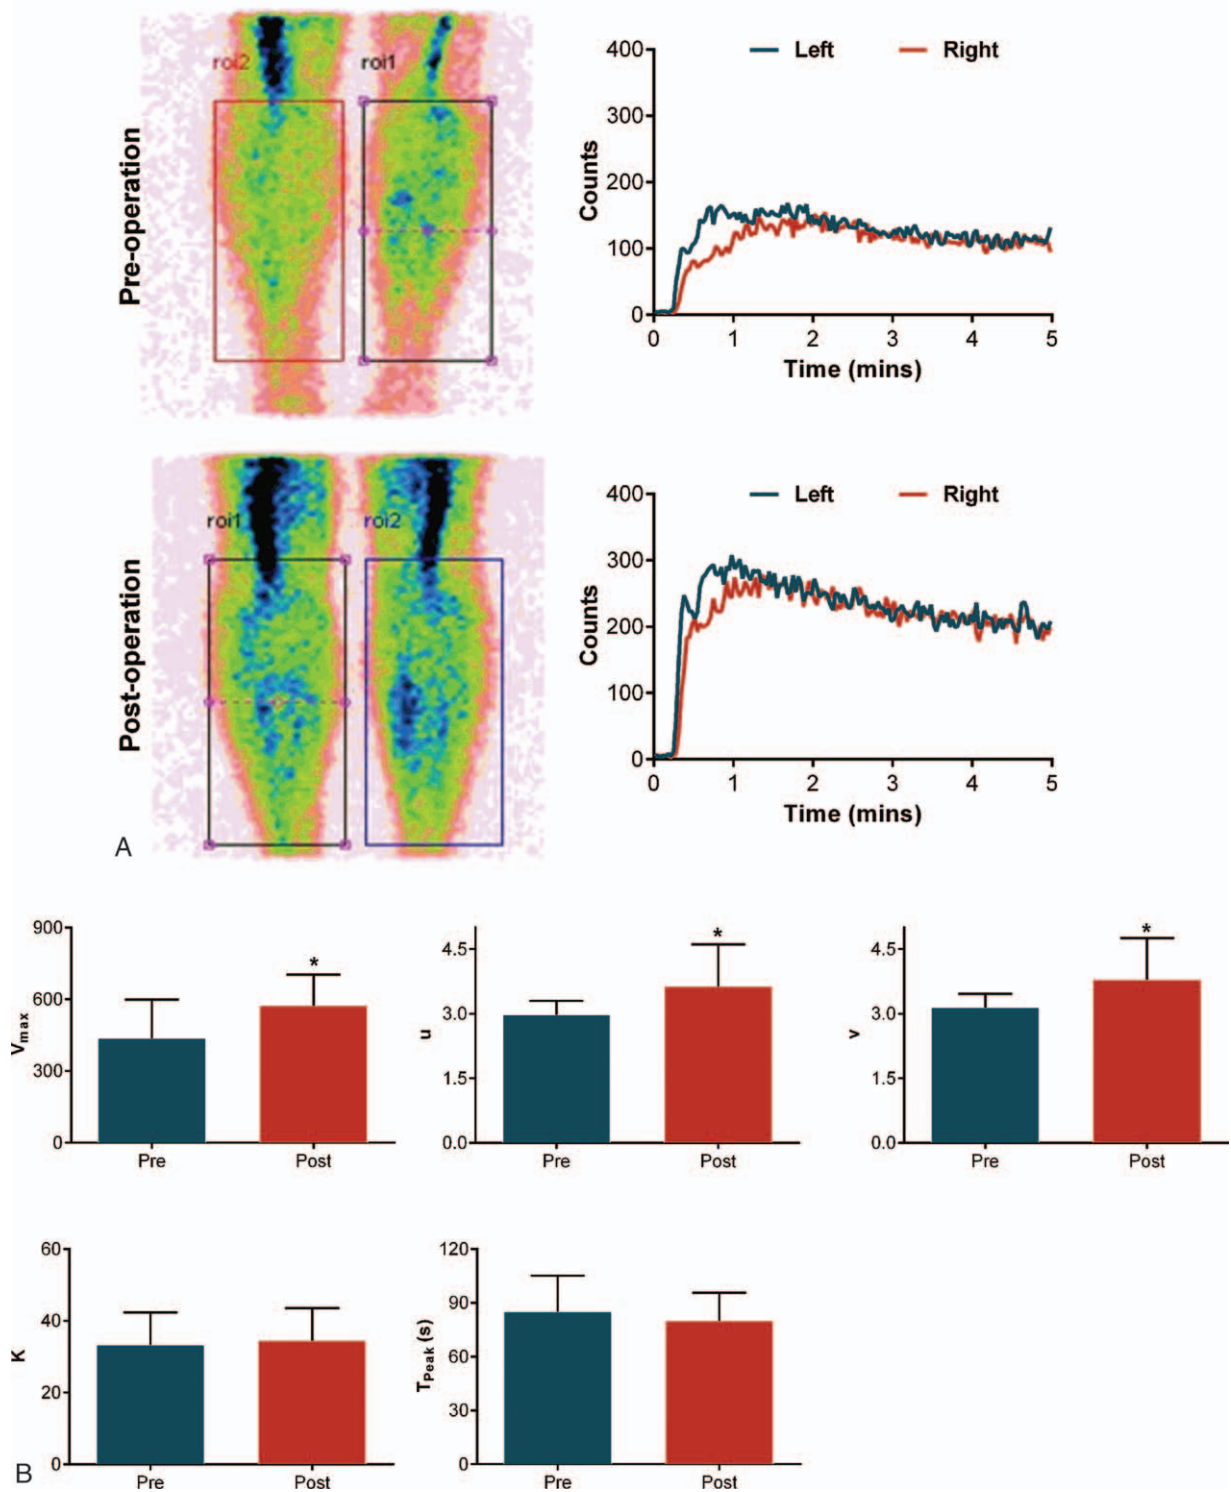 Pre-operation
roi2
roi1
Left
Right
400
300
200
100
0
Counts
0
1
2
3
4
5
Time (mins)
Post-operation
roi1
roi2
Left
Right
400
300
200
100
0
Counts
0
1
2
3
4
5
Time (mins)
A
900
600
300
0
Vmax
*
Pre
Post
4.5
3.0
1.5
0.0
u
*
Pre
Post
4.5
3.0
1.5
0.0
v
*
Pre
Post
60
40
20
0
K
Pre
Post
120
90
60
30
0
TPeak (s)
Pre
Post
B